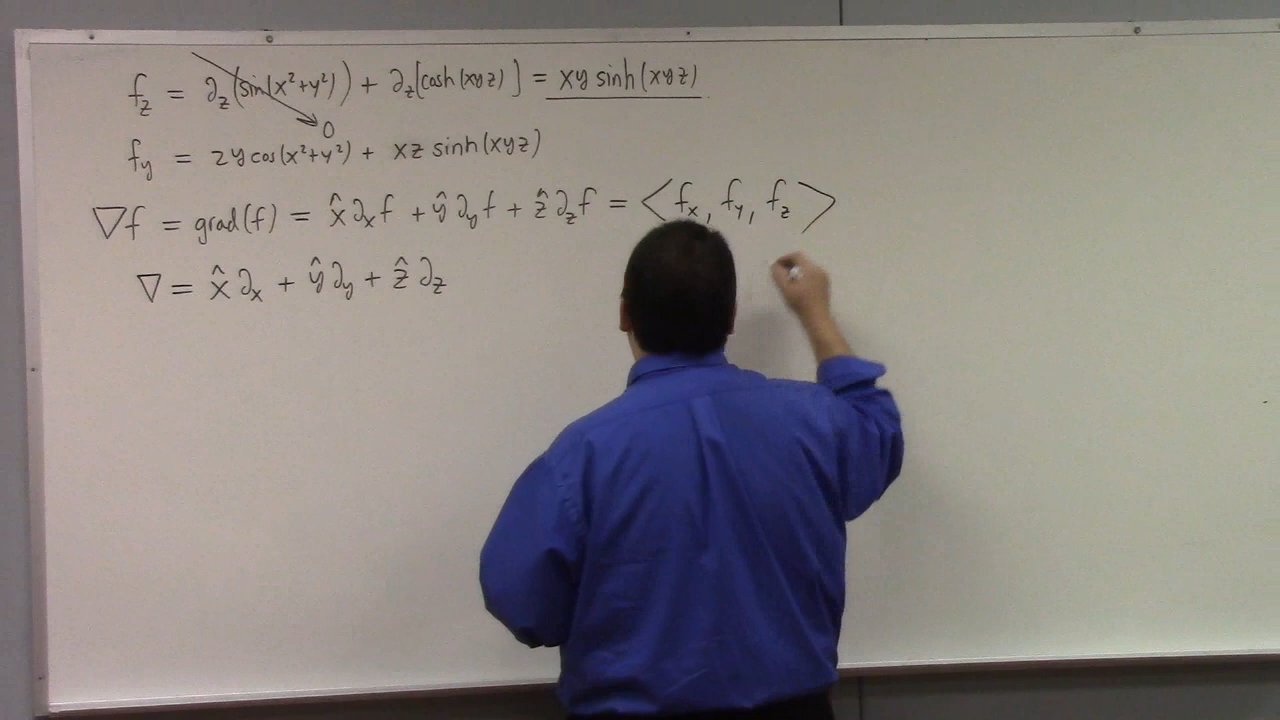 f_z = ∂_z(sin(x²+y²)) + ∂_z[cosh(xyz)] = xy sinh(xyz)
0
f_y = 2y cos(x²+y²) + xz sinh(xyz)
∇f = grad(f) = x̂ ∂_x f + ŷ ∂_y f + ẑ ∂_z f = ⟨f_x, f_y, f_z⟩
∇ = x̂ ∂_x + ŷ ∂_y + ẑ ∂_z